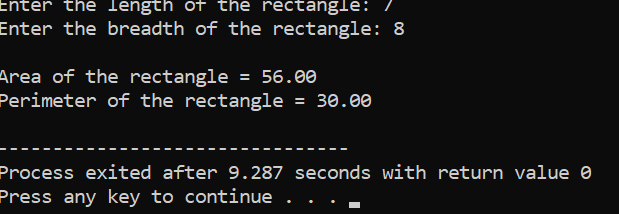 Enter the length of the rectangle: 7
Enter the breadth of the rectangle: 8
Area of the rectangle = 56.00
Perimeter of the rectangle = 30.00
--------------------------------
Process exited after 9.287 seconds with return value 0
Press any key to continue . . .